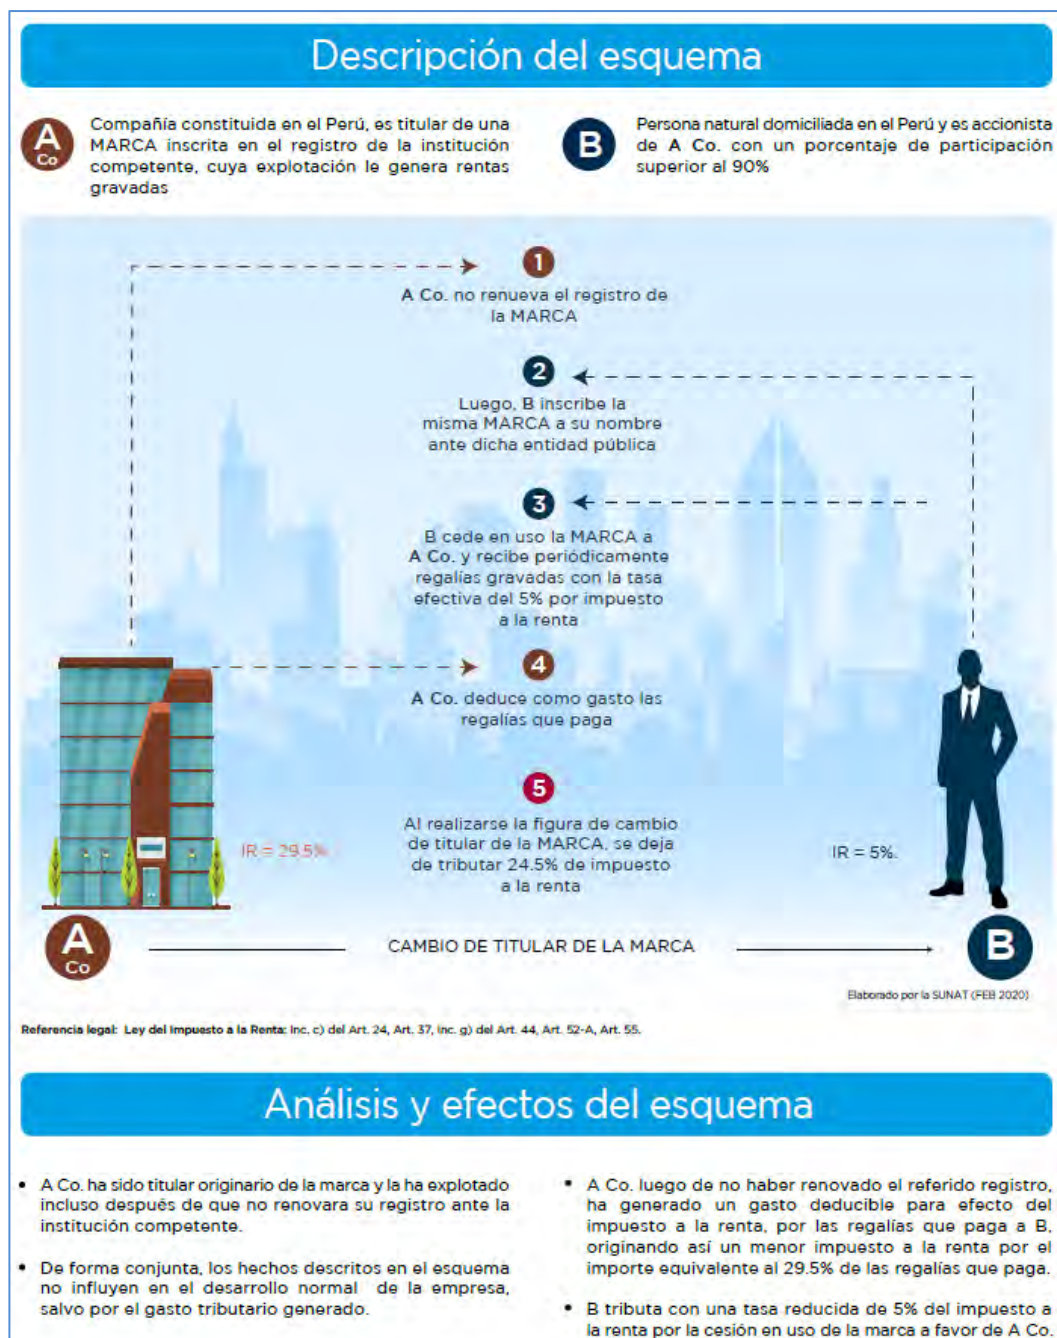 Descripción del esquema
A
Co
Compañía constituida en el Perú, es titular de una
MARCA inscrita en el registro de la institución
competente, cuya explotación le genera rentas
gravadas
B
Persona natural domiciliada en el Perú y es accionista
de A Co. con un porcentaje de participación
superior al 90%
1
A Co. no renueva el registro de
la MARCA
2
Luego, B inscribe la
misma MARCA a su nombre
ante dicha entidad pública
3
B cede en uso la MARCA a
A Co. y recibe periódicamente
regalías gravadas con la tasa
efectiva del 5% por impuesto
a la renta
4
A Co. deduce como gasto las
regalías que paga
5
Al realizarse la figura de cambio
de titular de la MARCA, se deja
de tributar 24.5% de impuesto
a la renta
IR = 29.5%
IR = 5%.
A
Co
CAMBIO DE TITULAR DE LA MARCA
B
Elaborado por la SUNAT (FEB 2020)
Referencia legal: Ley del Impuesto a la Renta: Inc. c) del Art. 24, Art. 37, Inc. g) del Art. 44, Art. 52-A, Art. 55.
Análisis y efectos del esquema
• A Co. ha sido titular originario de la marca y la ha explotado
incluso después de que no renovara su registro ante la
institución competente.
• De forma conjunta, los hechos descritos en el esquema
no influyen en el desarrollo normal de la empresa,
salvo por el gasto tributario generado.
• A Co. luego de no haber renovado el referido registro,
ha generado un gasto deducible para efecto del
impuesto a la renta, por las regalías que paga a B,
originando así un menor impuesto a la renta por el
importe equivalente al 29.5% de las regalías que paga.
• B tributa con una tasa reducida de 5% del impuesto a
la renta por la cesión en uso de la marca a favor de A Co.